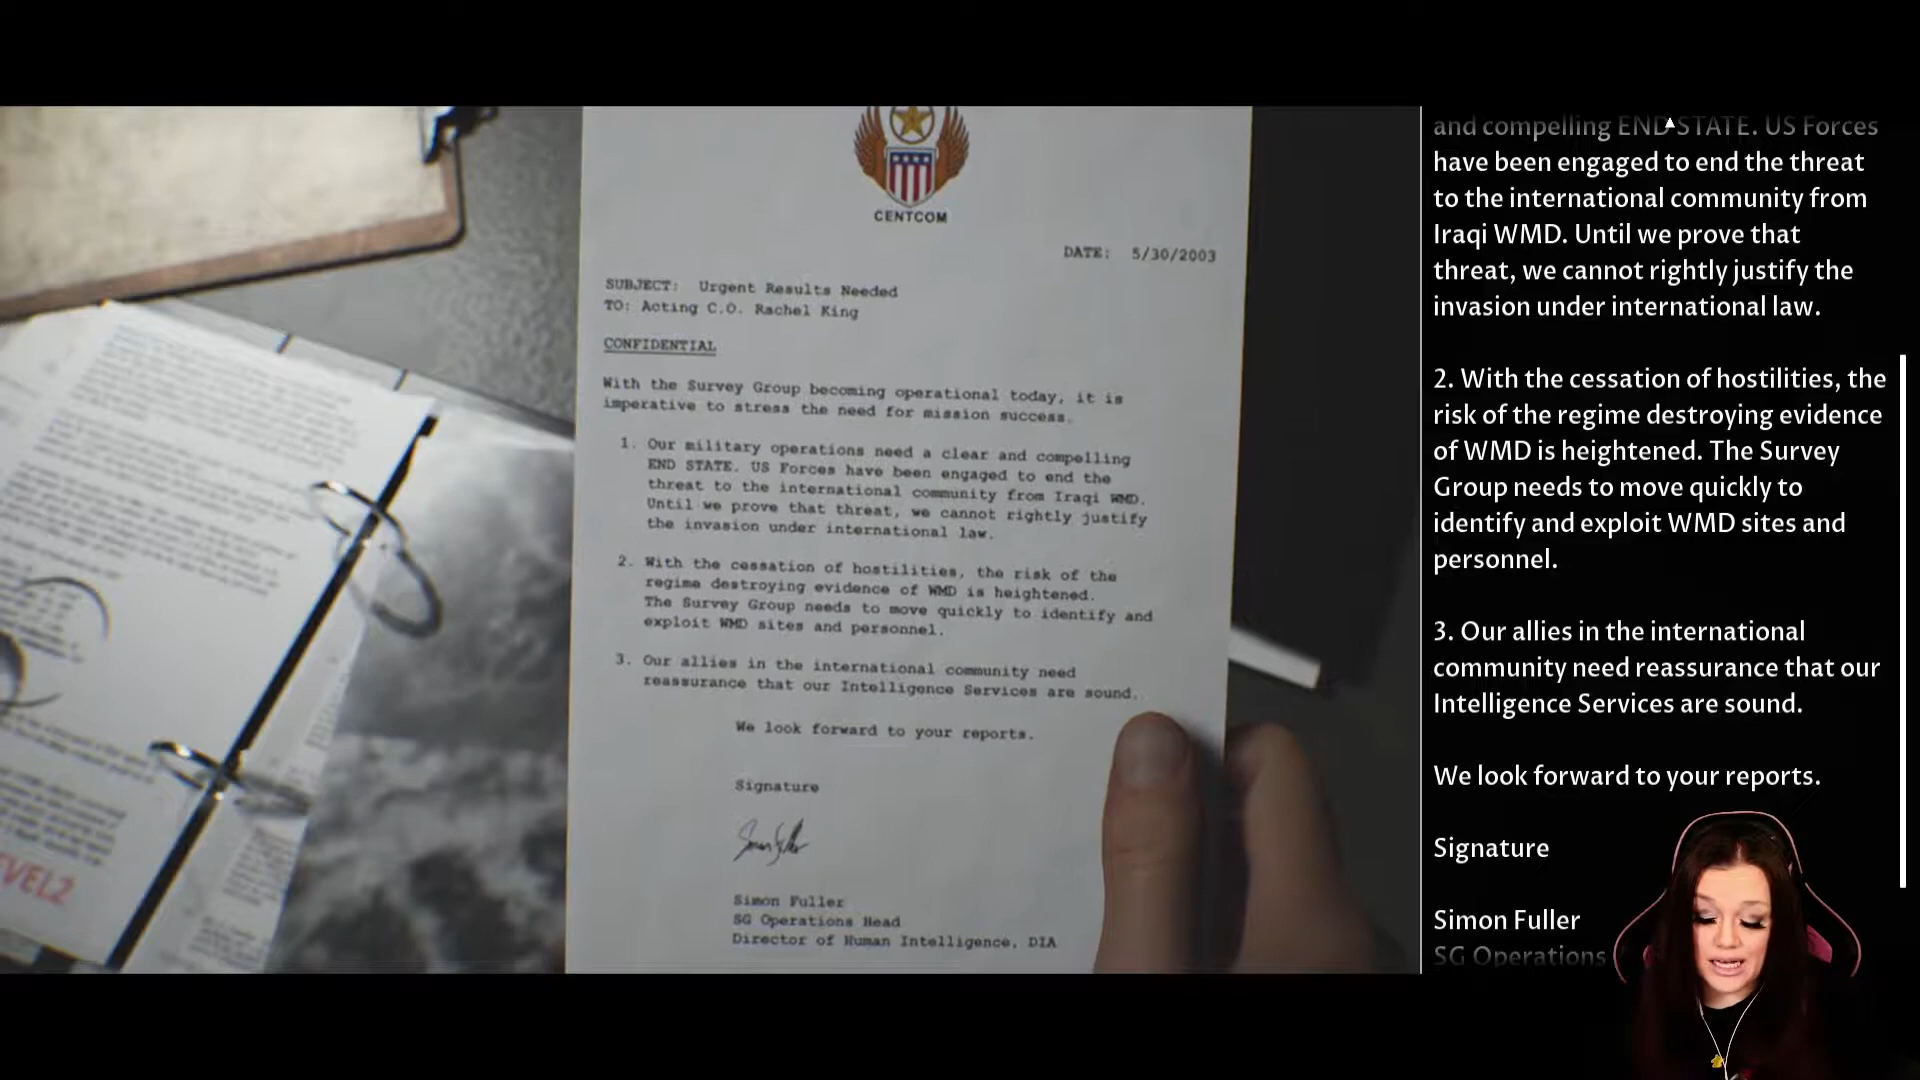 CENTCOM
DATE: 5/30/2003
SUBJECT: Urgent Results Needed
TO: Acting C.O. Rachel King
CONFIDENTIAL
With the Survey Group becoming operational today, it is
imperative to stress the need for mission success.
1. Our military operations need a clear and compelling
END STATE. US Forces have been engaged to end the
threat to the international community from Iraqi WMD.
Until we prove that threat, we cannot rightly justify
the invasion under international law.
2. With the cessation of hostilities, the risk of the
regime destroying evidence of WMD is heightened.
The Survey Group needs to move quickly to identify and
exploit WMD sites and personnel.
3. Our allies in the international community need
reassurance that our Intelligence Services are sound.
We look forward to your reports.
Signature
Simon Fuller
SG Operations Head
Director of Human Intelligence, DIA
and compelling END STATE. US Forces
have been engaged to end the threat
to the international community from
Iraqi WMD. Until we prove that
threat, we cannot rightly justify the
invasion under international law.
2. With the cessation of hostilities, the
risk of the regime destroying evidence
of WMD is heightened. The Survey
Group needs to move quickly to
identify and exploit WMD sites and
personnel.
3. Our allies in the international
community need reassurance that our
Intelligence Services are sound.
We look forward to your reports.
Signature
Simon Fuller
SG Operations